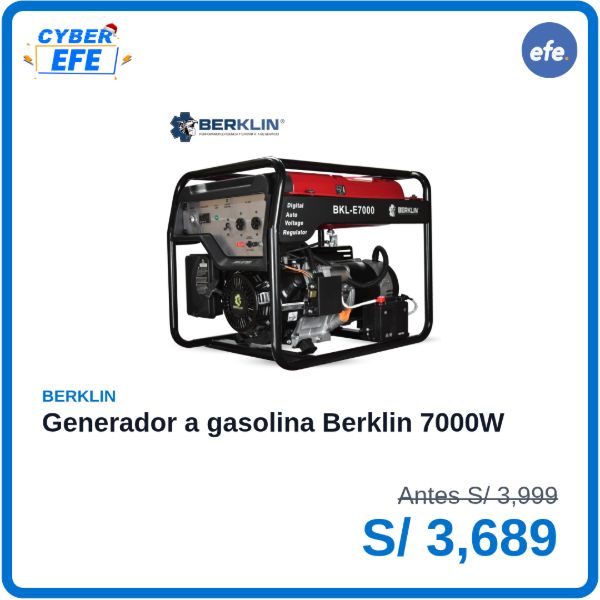 CYBER
EFE
efe.
BERKLIN®
Digital
Auto
Voltage
Regulator
BKL-E7000
BERKLIN
BERKLIN
Generador a gasolina Berklin 7000W
Antes S/ 3,999
S/ 3,689